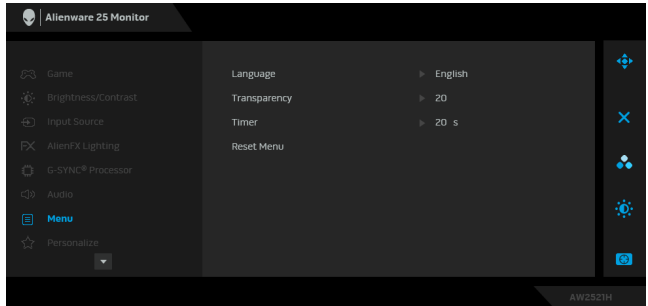 Alienware 25 Monitor
Game
Brightness/Contrast
Input Source
FX AlienFX Lighting
G-SYNC® Processor
Audio
Menu
Personalize
Language English
Transparency 20
Timer 20 s
Reset Menu
AW2521H